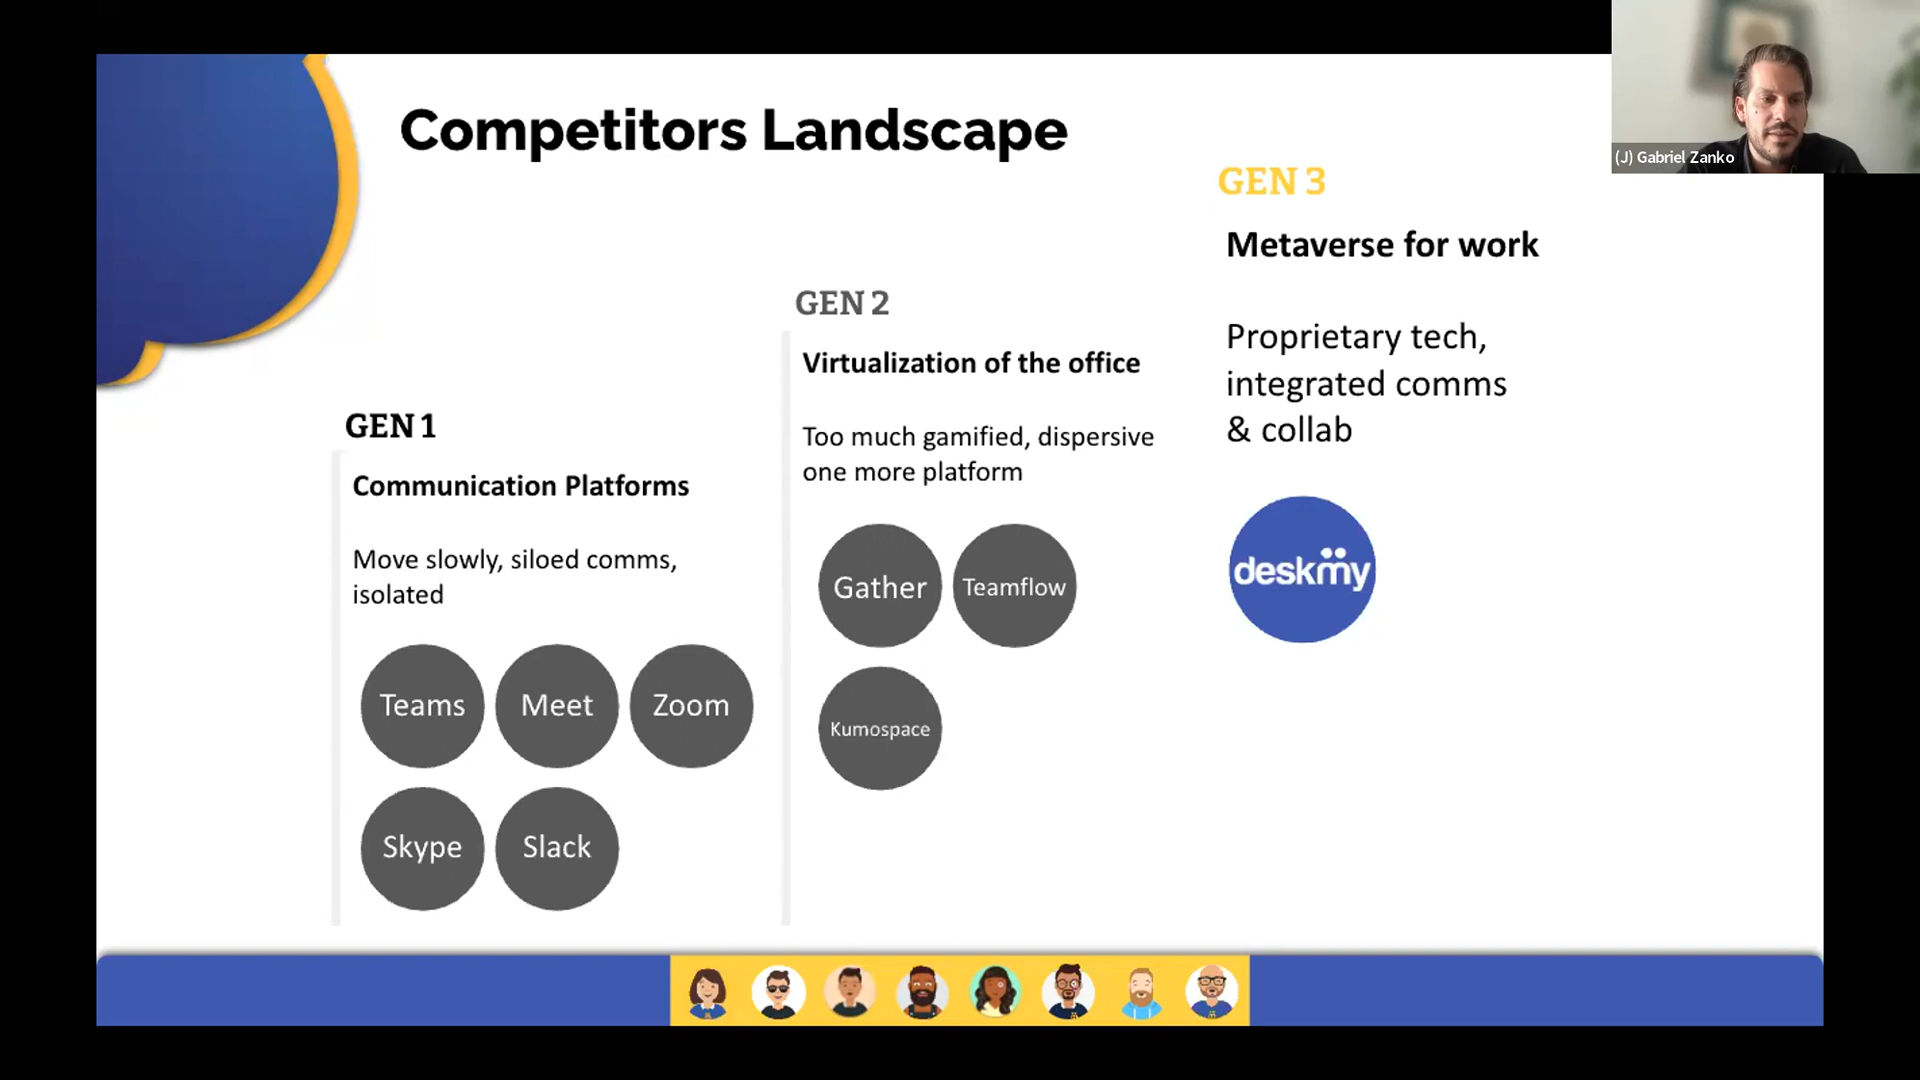 Competitors Landscape
(J) Gabriel Zanko
GEN 3
Metaverse for work
Proprietary tech,
integrated comms
& collab
deskmy
GEN 2
Virtualization of the office
Too much gamified, dispersive
one more platform
Gather
Teamflow
Kumospace
GEN 1
Communication Platforms
Move slowly, siloed comms,
isolated
Teams
Meet
Zoom
Skype
Slack